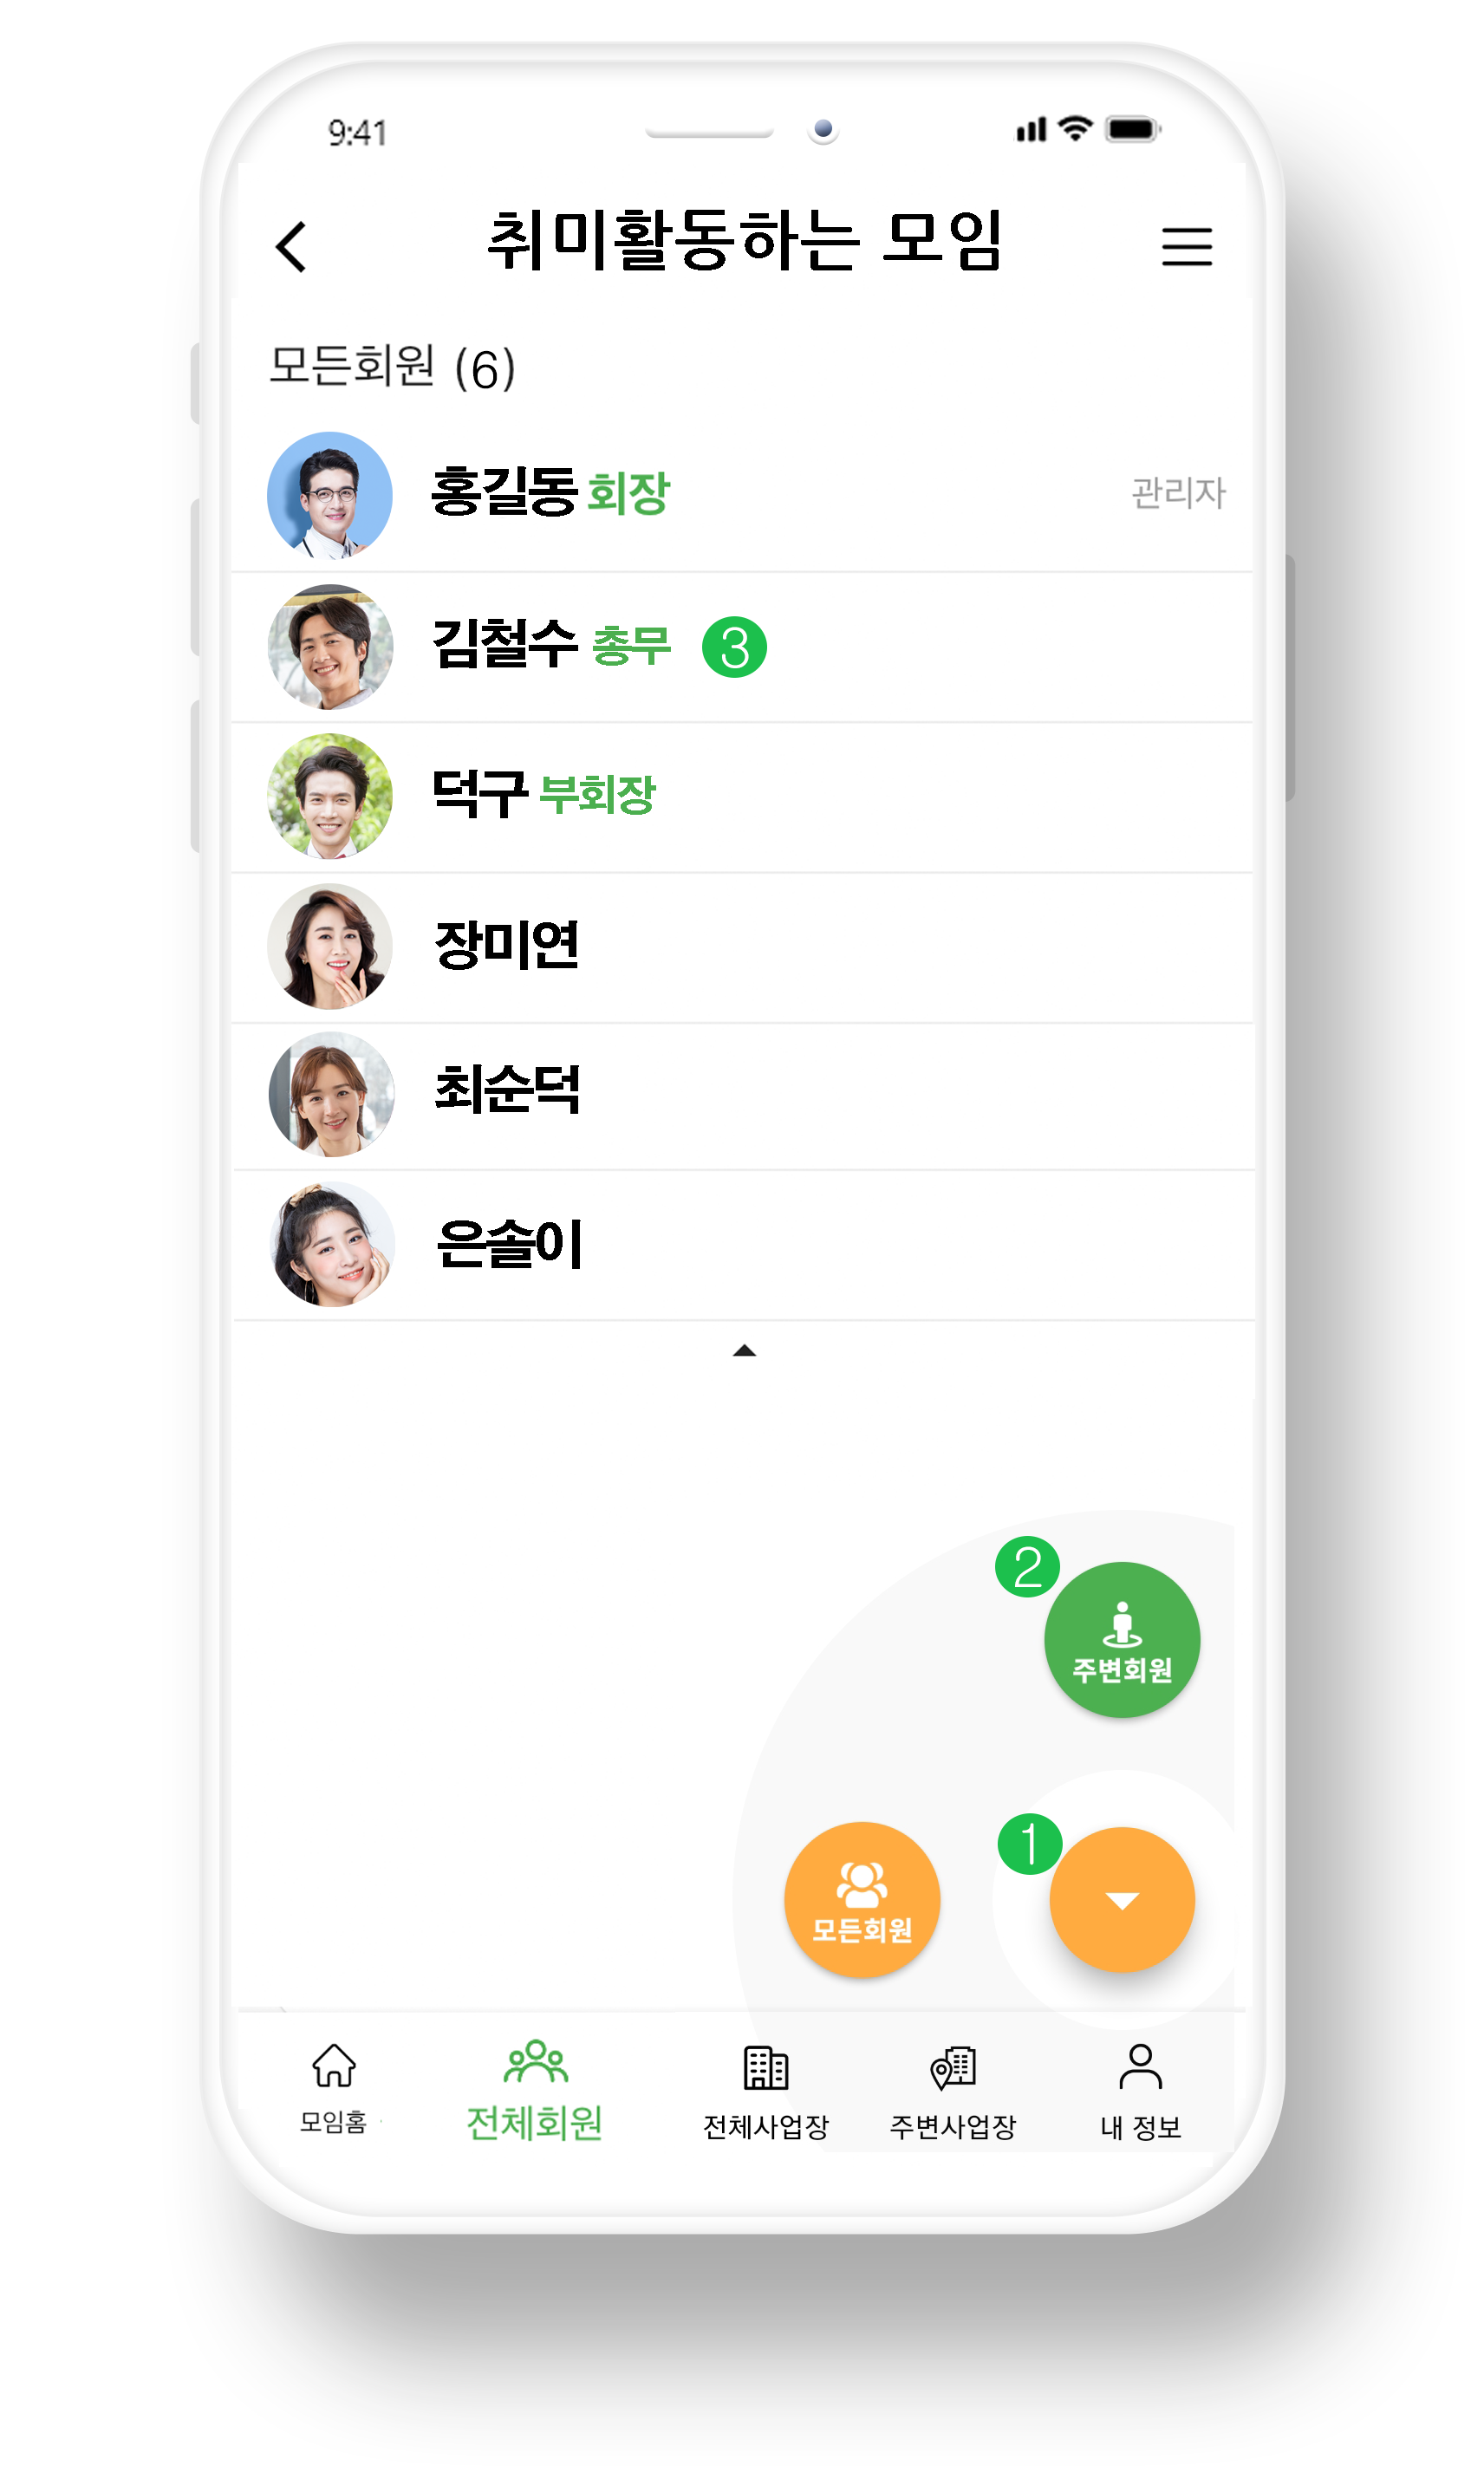 9:41
취미활동하는 모임
모든회원 (6)
홍길동 회장 관리자
김철수 총무 3
덕구 부회장
장미연
최순덕
은솔이
2
주변회원
1
모든회원
모임홈 전체회원 전체사업장 주변사업장 내 정보